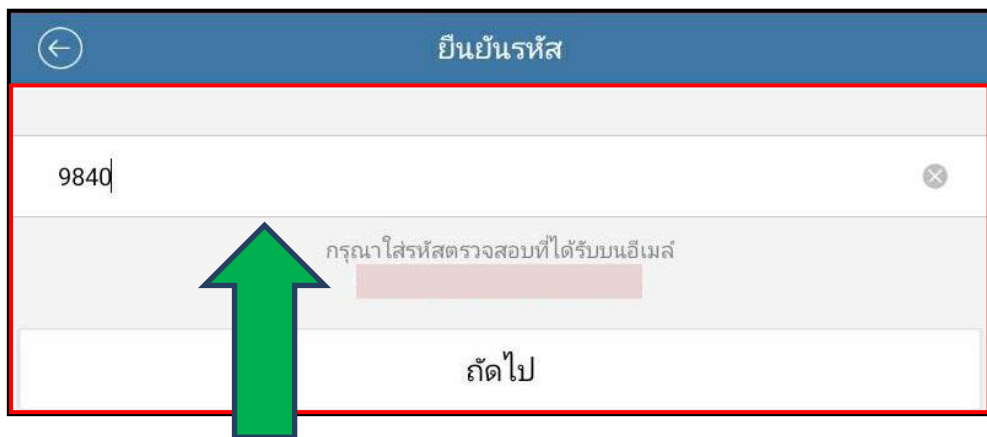 ยืนยันรหัส
9840
กรุณาใส่รหัสตรวจสอบที่ได้รับบนอีเมล์
ถัดไป